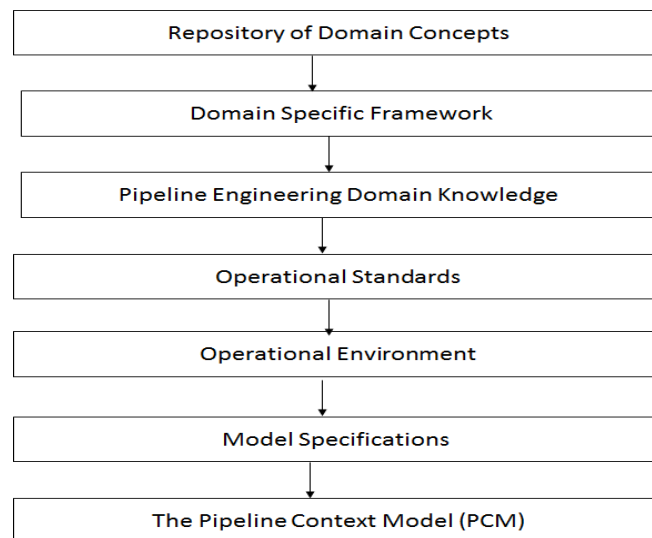 Repository of Domain Concepts
Domain Specific Framework
Pipeline Engineering Domain Knowledge
Operational Standards
Operational Environment
Model Specifications
The Pipeline Context Model (PCM)